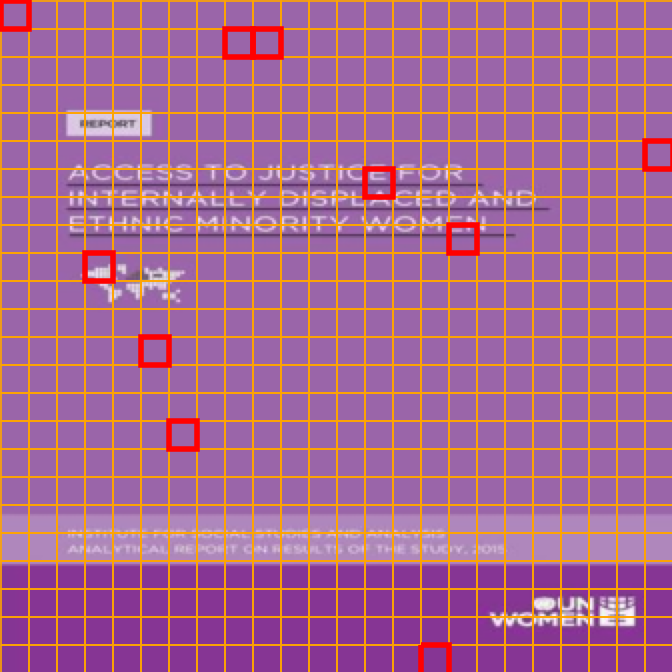 REPORT
ACCESS TO JUSTICE FOR
INTERNALLY DISPLACED AND
ETHNIC MINORITY WOMEN
INSTITUTE FOR SOCIAL STUDIES AND ANALYSIS
ANALYTICAL REPORT ON RESULTS OF THE STUDY, 2015
UN
WOMEN